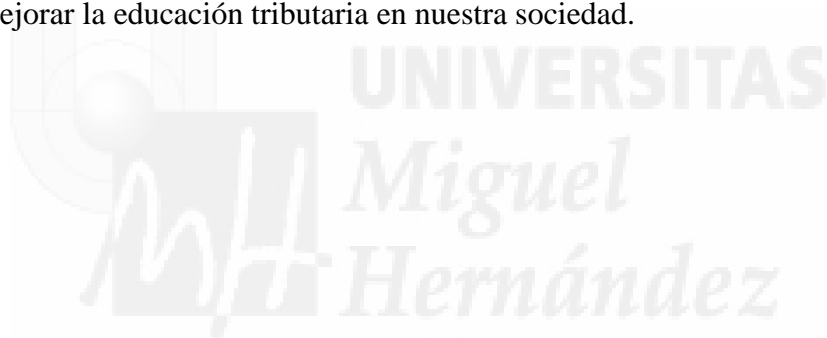 ejorar la educación tributaria en nuestra sociedad.
UNIVERSITAS
Miguel
Hernández